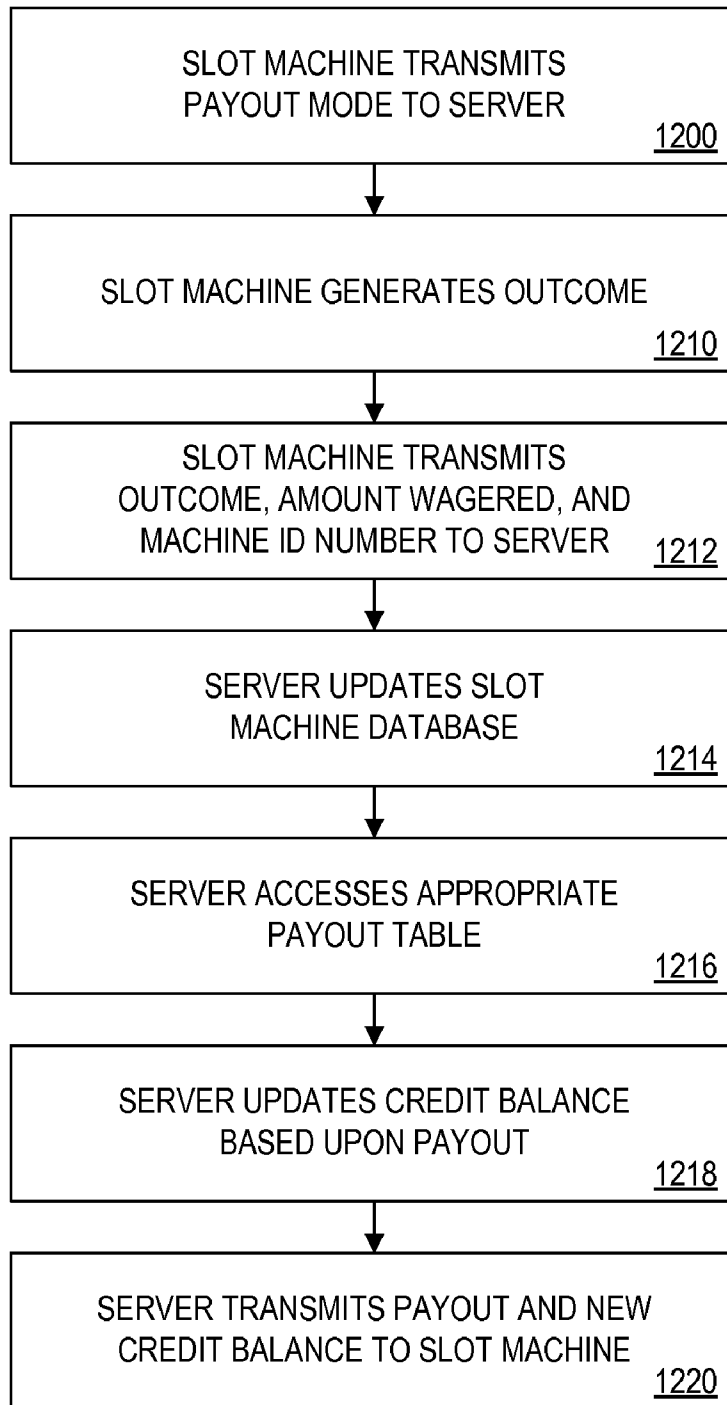 SLOT MACHINE TRANSMITS
PAYOUT MODE TO SERVER
1200
SLOT MACHINE GENERATES OUTCOME
1210
SLOT MACHINE TRANSMITS
OUTCOME, AMOUNT WAGERED, AND
MACHINE ID NUMBER TO SERVER
1212
SERVER UPDATES SLOT
MACHINE DATABASE
1214
SERVER ACCESSES APPROPRIATE
PAYOUT TABLE
1216
SERVER UPDATES CREDIT BALANCE
BASED UPON PAYOUT
1218
SERVER TRANSMITS PAYOUT AND NEW
CREDIT BALANCE TO SLOT MACHINE
1220